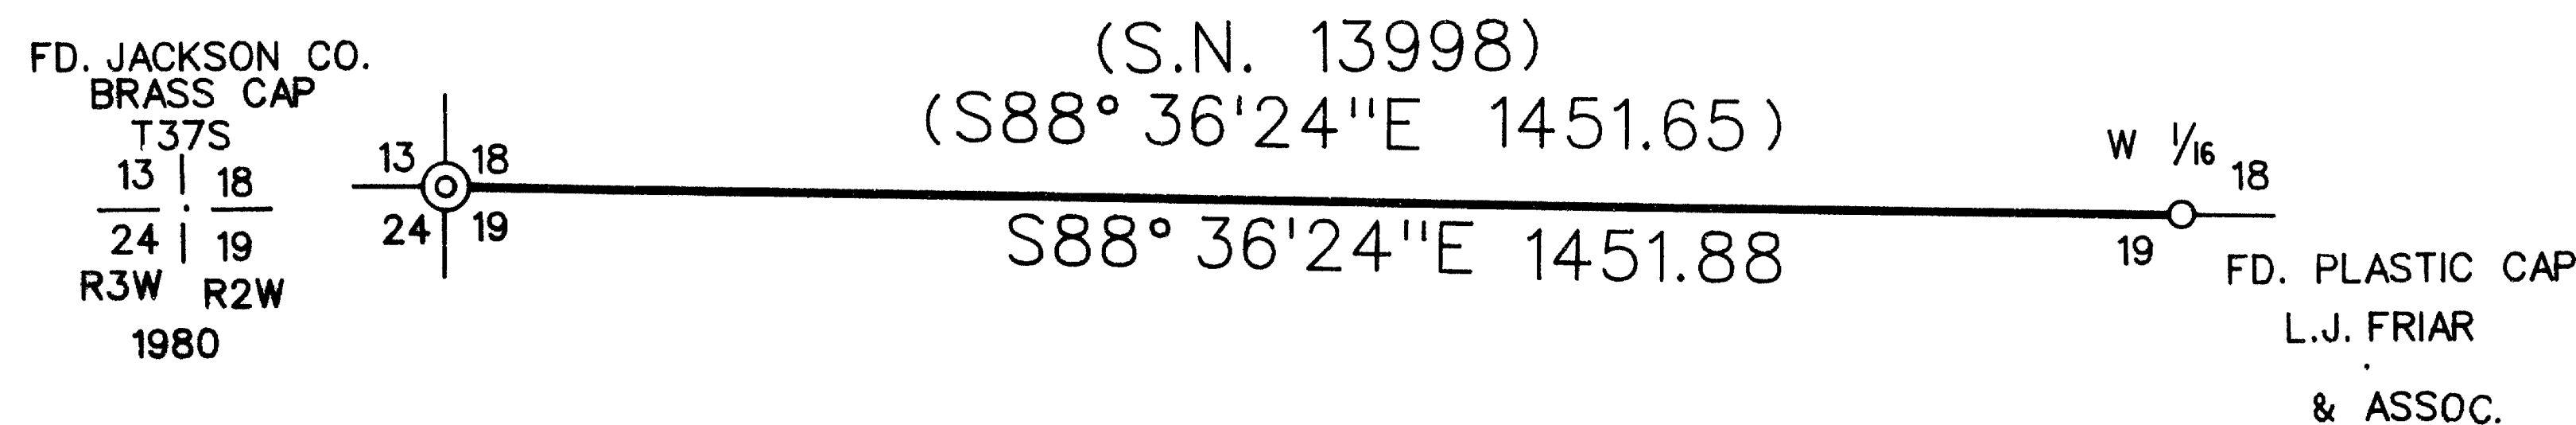 FD. JACKSON CO.
BRASS CAP
T37S
13 | 18
24 | 19
R3W R2W
1980
13 18
24 19
(S.N. 13998)
(S88° 36'24"E 1451.65)
S88° 36'24"E 1451.88
W 1/16 18
19
FD. PLASTIC CAP
L.J. FRIAR
& ASSOC.